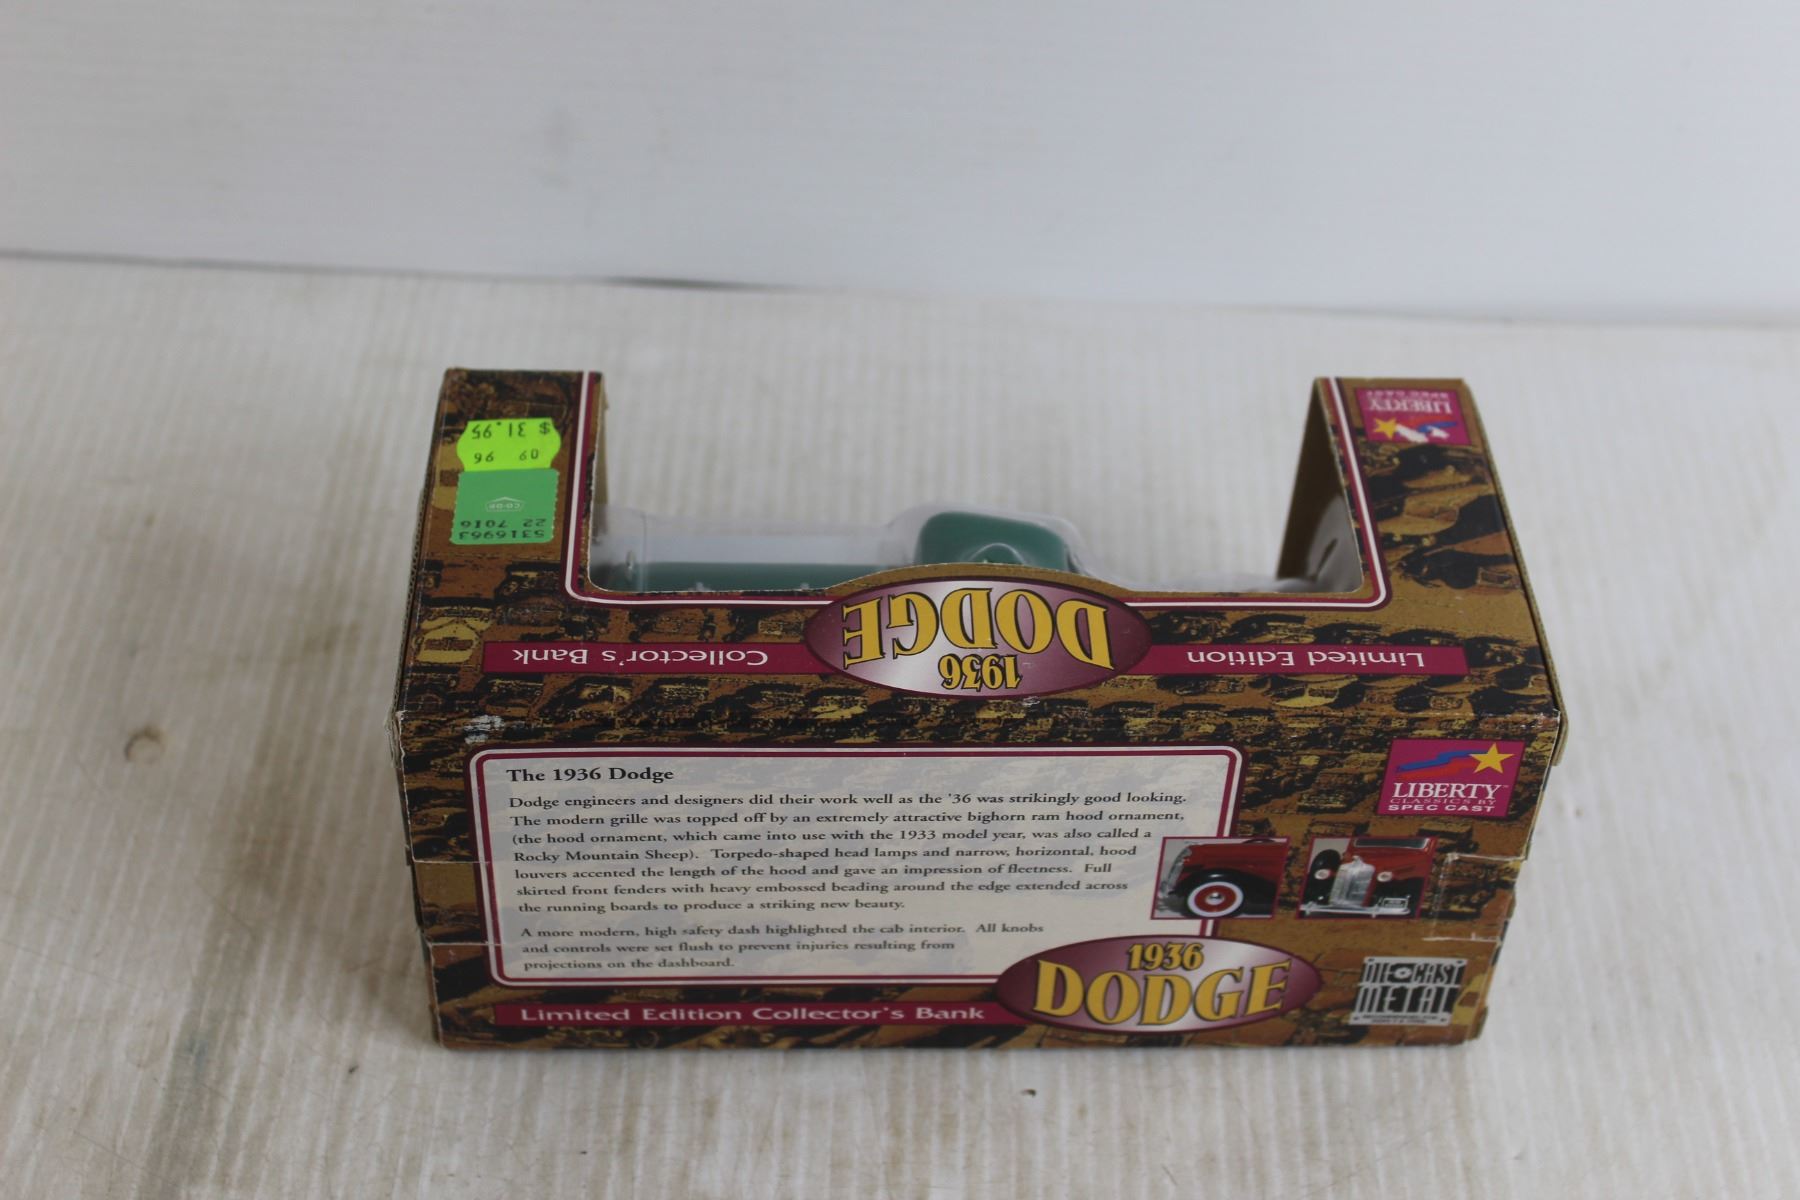 $ 31.95
09 96
CO-OP
22 7016
5316963
LIBERTY
SPEC CAST
Limited Edition
1936
DODGE
Collector's Bank
The 1936 Dodge
Dodge engineers and designers did their work well as the '36 was strikingly good looking.
The modern grille was topped off by an extremely attractive bighorn ram hood ornament,
(the hood ornament, which came into use with the 1933 model year, was also called a
Rocky Mountain Sheep). Torpedo-shaped head lamps and narrow, horizontal, hood
louvers accented the length of the hood and gave an impression of fleetness. Full
skirted front fenders with heavy embossed beading around the edge extended across
the running boards to produce a striking new beauty.
A more modern, high safety dash highlighted the cab interior. All knobs
and controls were set flush to prevent injuries resulting from
projections on the dashboard.
LIBERTY™
CLASSICS BY
SPEC CAST
Limited Edition Collector's Bank
1936
DODGE
DIE-CAST
METAL